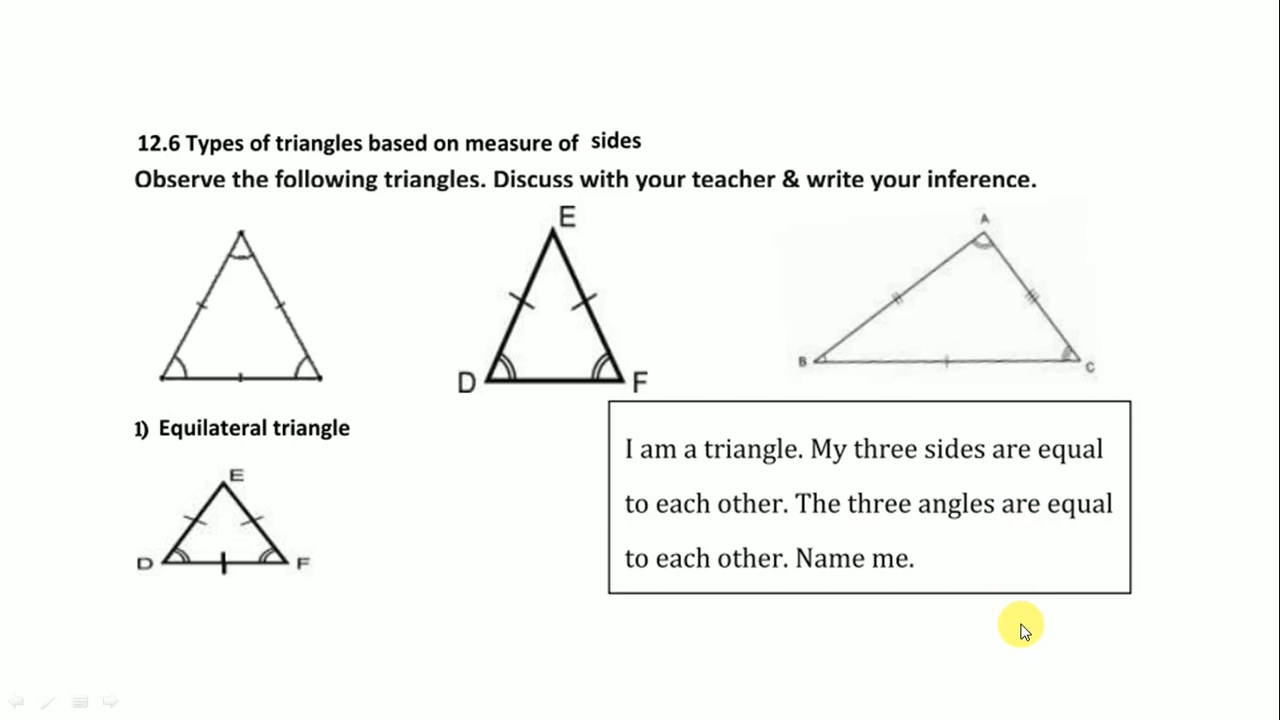 12.6 Types of triangles based on measure of sides
Observe the following triangles. Discuss with your teacher & write your inference.
E
D
F
A
B
C
1) Equilateral triangle
E
D
F
I am a triangle. My three sides are equal
to each other. The three angles are equal
to each other. Name me.